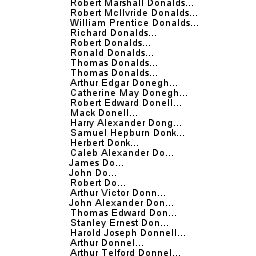 Robert Marshall Donalds...
Robert McIlvride Donalds...
William Prentice Donalds...
Richard Donalds...
Robert Donalds...
Ronald Donalds...
Thomas Donalds...
Thomas Donalds...
Arthur Edgar Donegh...
Catherine May Donegh...
Robert Edward Donell...
Mack Donell...
Harry Alexander Dong...
Samuel Hepburn Donk...
Herbert Donk...
Caleb Alexander Do...
James Do...
John Do...
Robert Do...
Arthur Victor Donn...
John Alexander Don...
Thomas Edward Don...
Stanley Ernest Don...
Harold Joseph Donnell...
Arthur Donnel...
Arthur Telford Donnel...